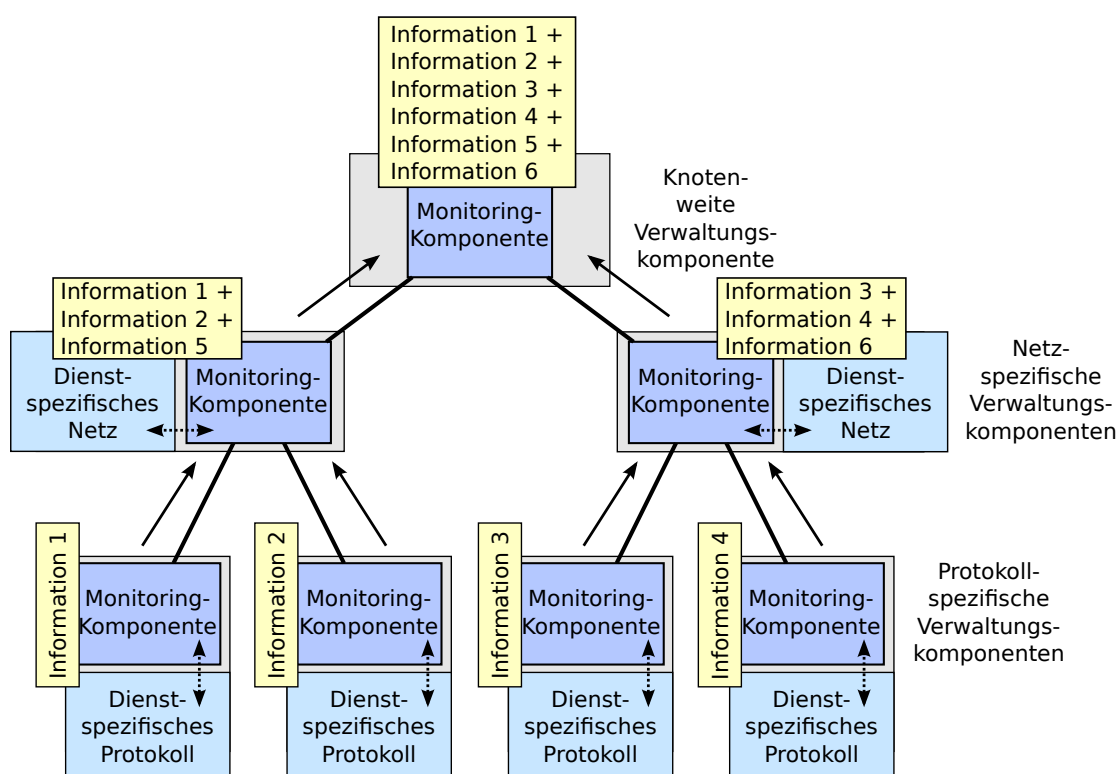 Information 1 +
Information 2 +
Information 3 +
Information 4 +
Information 5 +
Information 6
Monitoring-
Komponente
Knoten-
weite
Verwaltungs-
komponente
Information 1 +
Information 2 +
Information 5
Dienst-
spezifisches
Netz
Monitoring-
Komponente
Information 3 +
Information 4 +
Information 6
Monitoring-
Komponente
Dienst-
spezifisches
Netz
Netz-
spezifische
Verwaltungs-
komponenten
Information 1
Monitoring-
Komponente
Dienst-
spezifisches
Protokoll
Information 2
Monitoring-
Komponente
Dienst-
spezifisches
Protokoll
Information 3
Monitoring-
Komponente
Dienst-
spezifisches
Protokoll
Information 4
Monitoring-
Komponente
Dienst-
spezifisches
Protokoll
Protokoll-
spezifische
Verwaltungs-
komponenten